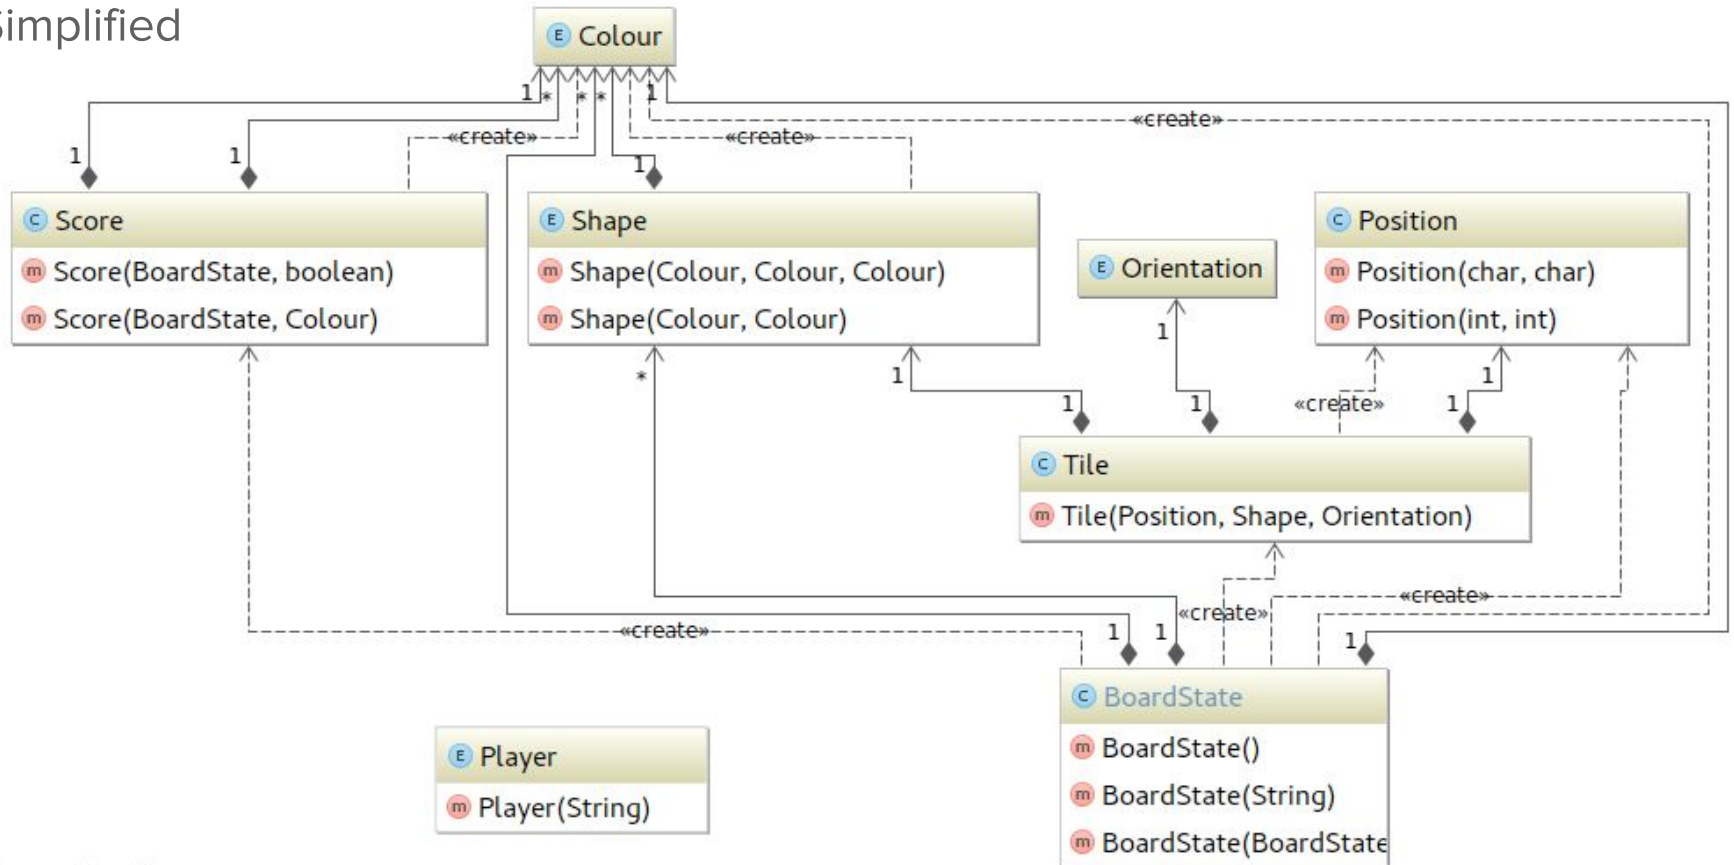 Simplified
E Colour
1 * * * 1
«create»
«create» «create»
1 1 1
C Score
m Score(BoardState, boolean)
m Score(BoardState, Colour)
E Shape
m Shape(Colour, Colour, Colour)
m Shape(Colour, Colour)
E Orientation
C Position
m Position(char, char)
m Position(int, int)
1
* 1 1
1 1 «create» 1
C Tile
m Tile(Position, Shape, Orientation)
«create»
«create»
«create» 1 1 1
C BoardState
m BoardState()
m BoardState(String)
m BoardState(BoardState
E Player
m Player(String)